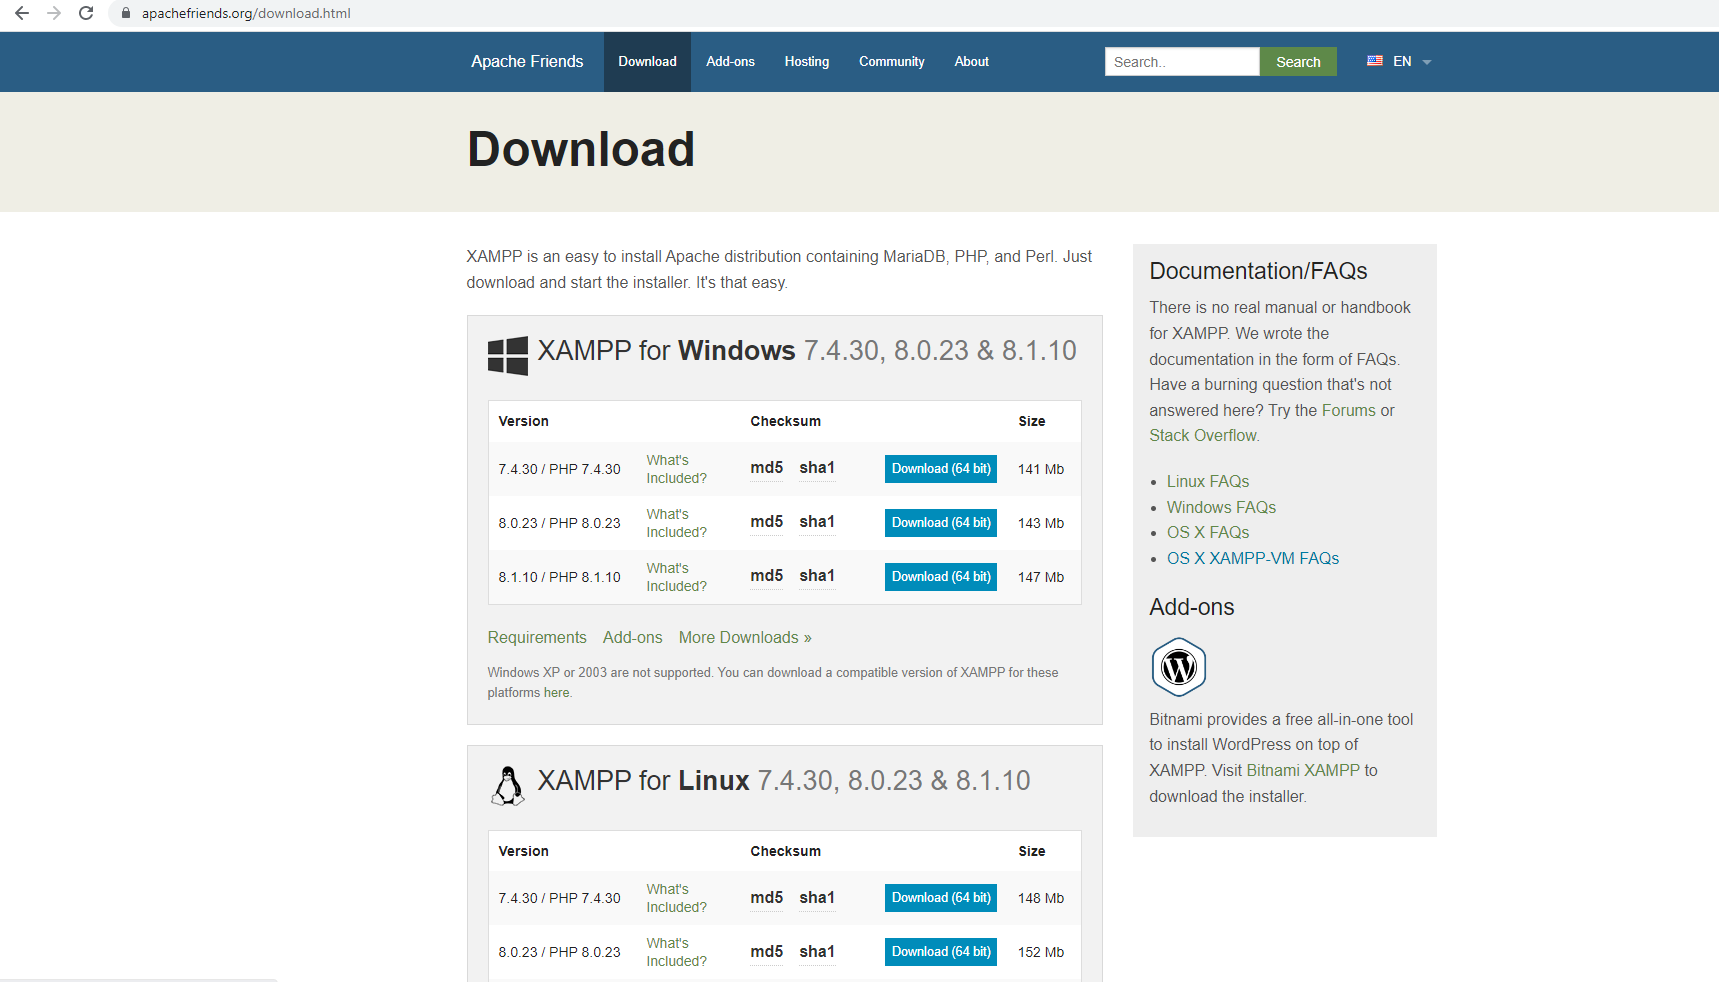 apachefriends.org/download.html
Apache Friends Download Add-ons Hosting Community About Search.. Search EN
Download
XAMPP is an easy to install Apache distribution containing MariaDB, PHP, and Perl. Just
download and start the installer. It's that easy.
XAMPP for Windows 7.4.30, 8.0.23 & 8.1.10
Version Checksum Size
7.4.30 / PHP 7.4.30 What's Included? md5 sha1 Download (64 bit) 141 Mb
8.0.23 / PHP 8.0.23 What's Included? md5 sha1 Download (64 bit) 143 Mb
8.1.10 / PHP 8.1.10 What's Included? md5 sha1 Download (64 bit) 147 Mb
Requirements Add-ons More Downloads »
Windows XP or 2003 are not supported. You can download a compatible version of XAMPP for these
platforms here.
XAMPP for Linux 7.4.30, 8.0.23 & 8.1.10
Version Checksum Size
7.4.30 / PHP 7.4.30 What's Included? md5 sha1 Download (64 bit) 148 Mb
8.0.23 / PHP 8.0.23 What's Included? md5 sha1 Download (64 bit) 152 Mb
Documentation/FAQs
There is no real manual or handbook
for XAMPP. We wrote the
documentation in the form of FAQs.
Have a burning question that's not
answered here? Try the Forums or
Stack Overflow.
Linux FAQs
Windows FAQs
OS X FAQs
OS X XAMPP-VM FAQs
Add-ons
Bitnami provides a free all-in-one tool
to install WordPress on top of
XAMPP. Visit Bitnami XAMPP to
download the installer.